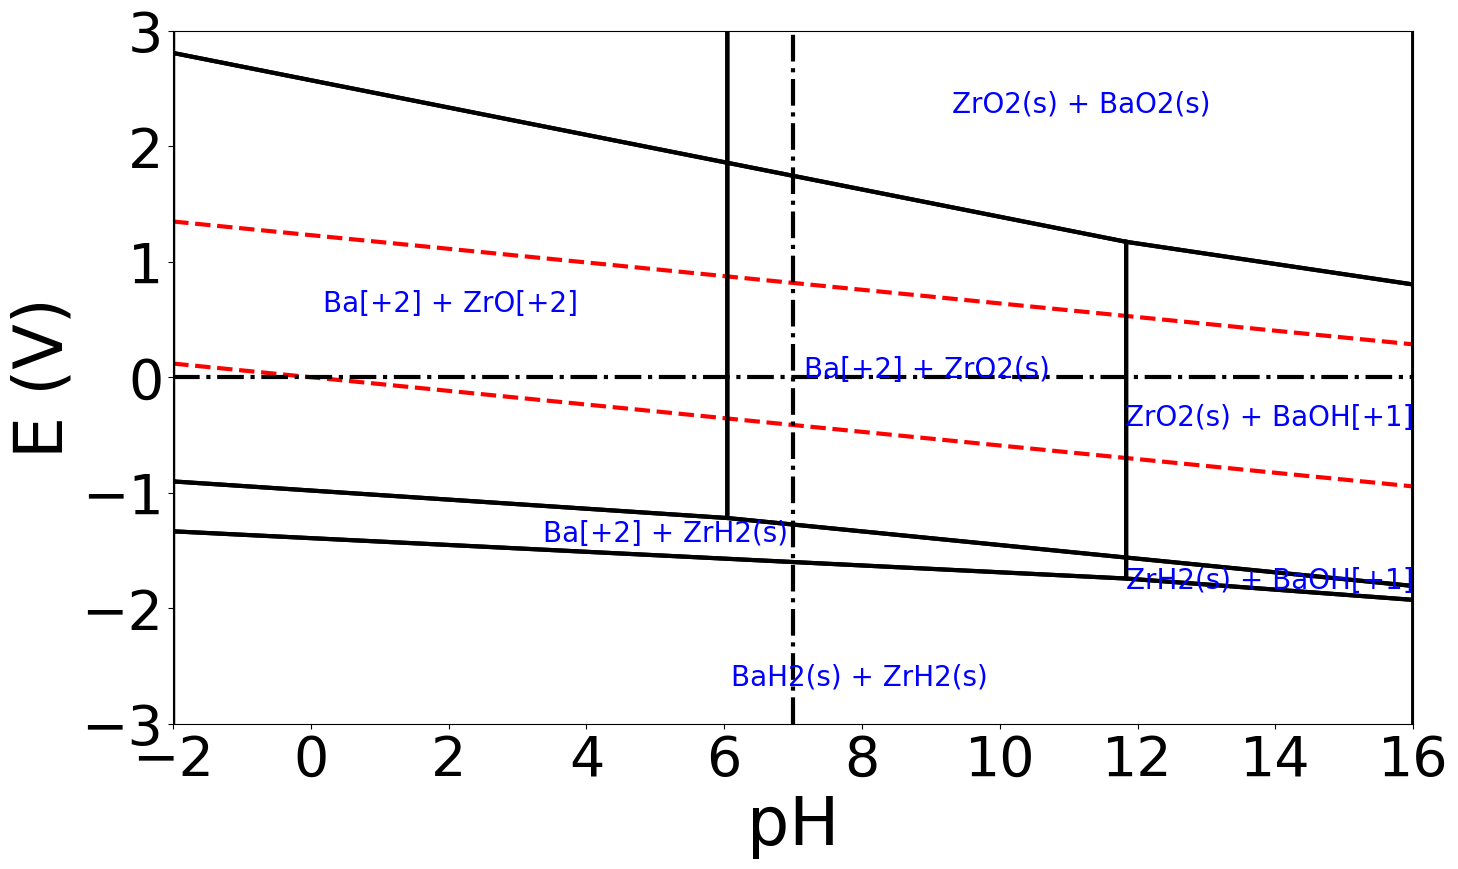 3
2
1
0
−1
−2
−3
E (V)
ZrO2(s) + BaO2(s)
Ba[+2] + ZrO[+2]
Ba[+2] + ZrO2(s)
ZrO2(s) + BaOH[+1]
Ba[+2] + ZrH2(s)
ZrH2(s) + BaOH[+1]
BaH2(s) + ZrH2(s)
−2 0 2 4 6 8 10 12 14 16
pH